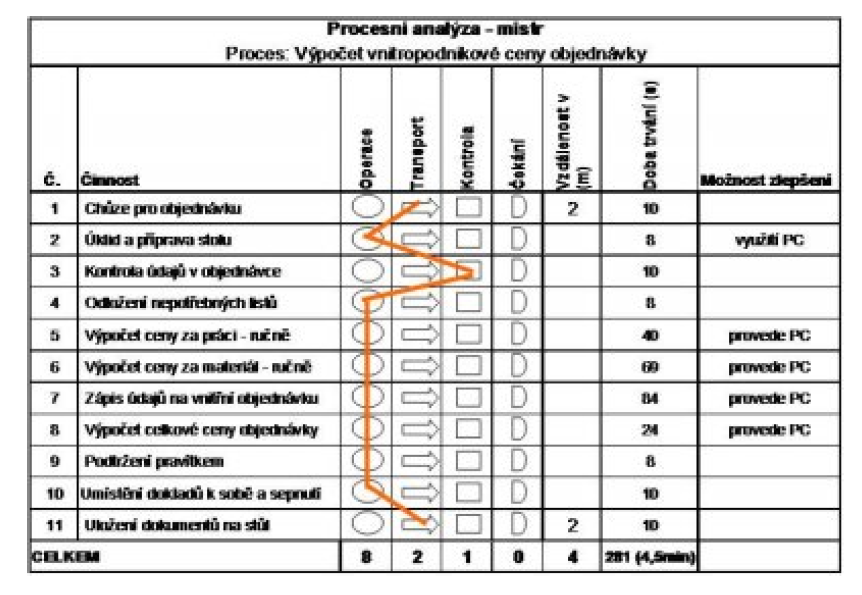 Procesní analýza - mistr
Proces: Výpočet vnitropodnikové ceny objednávky
Č. Činnost Operace Transport Kontrola Čekání Vzdálenost v (m) Doba trvání (s) Možnost zlepšení
1 Chůze pro objednávku 2 10
2 Úklid a příprava stolu 8 využití PC
3 Kontrola údajů v objednávce 10
4 Odložení nepotřebných listů 8
5 Výpočet ceny za práci - ručně 40 provede PC
6 Výpočet ceny za materiál - ručně 69 provede PC
7 Zápis údajů na vnitřní objednávku 84 provede PC
8 Výpočet celkové ceny objednávky 24 provede PC
9 Podtržení pravítkem 8
10 Umístění dokladů k sobě a sepnutí 10
11 Uložení dokumentů na stůl 2 10
CELKEM 8 2 1 0 4 281 (4,5min)